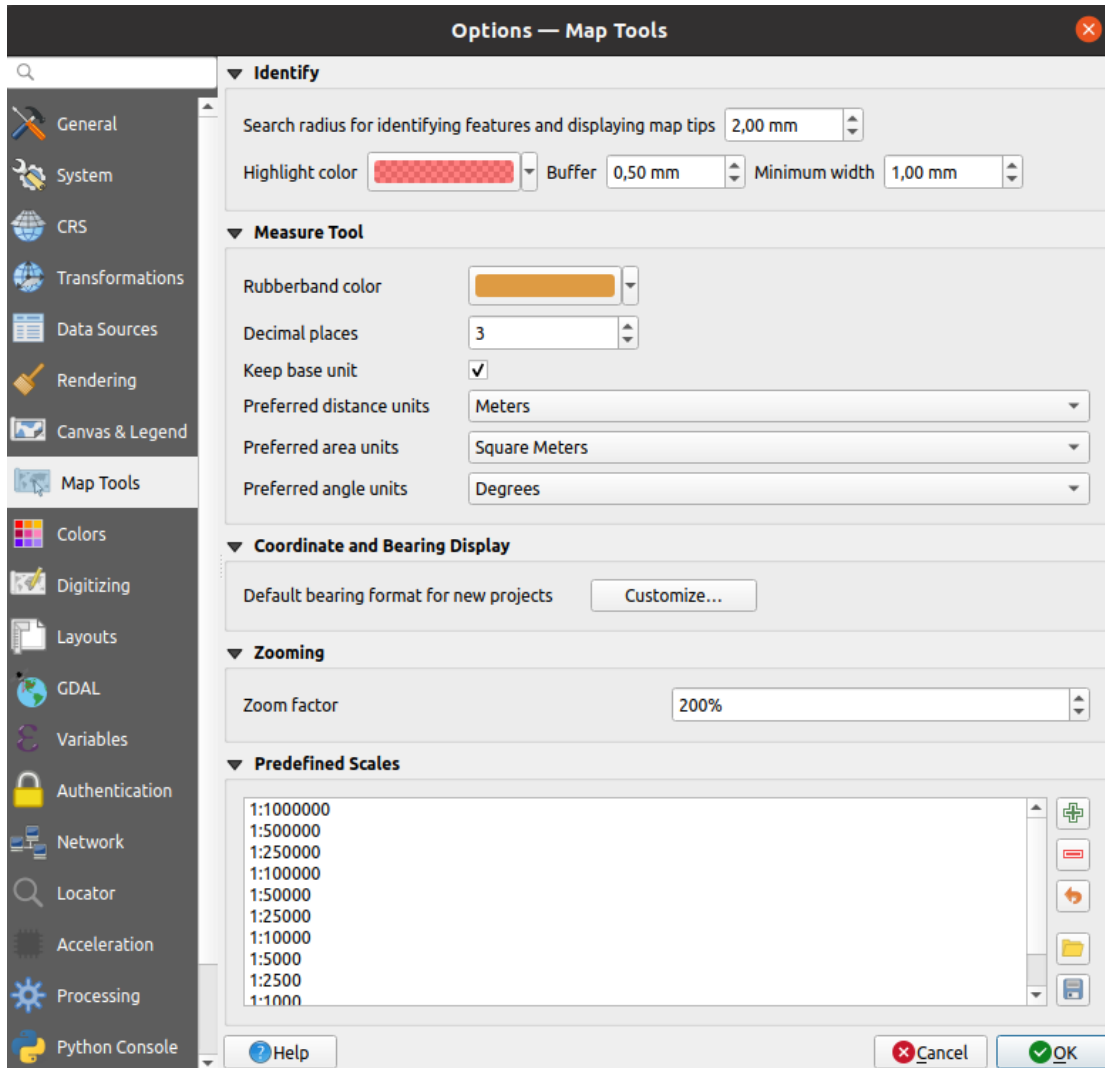 Options — Map Tools
General
System
CRS
Transformations
Data Sources
Rendering
Canvas & Legend
Map Tools
Colors
Digitizing
Layouts
GDAL
Variables
Authentication
Network
Locator
Acceleration
Processing
Python Console
Identify
Search radius for identifying features and displaying map tips 2,00 mm
Highlight color Buffer 0,50 mm Minimum width 1,00 mm
Measure Tool
Rubberband color
Decimal places 3
Keep base unit
Preferred distance units Meters
Preferred area units Square Meters
Preferred angle units Degrees
Coordinate and Bearing Display
Default bearing format for new projects Customize...
Zooming
Zoom factor 200%
Predefined Scales
1:1000000
1:500000
1:250000
1:100000
1:50000
1:25000
1:10000
1:5000
1:2500
1:1000
Help Cancel OK